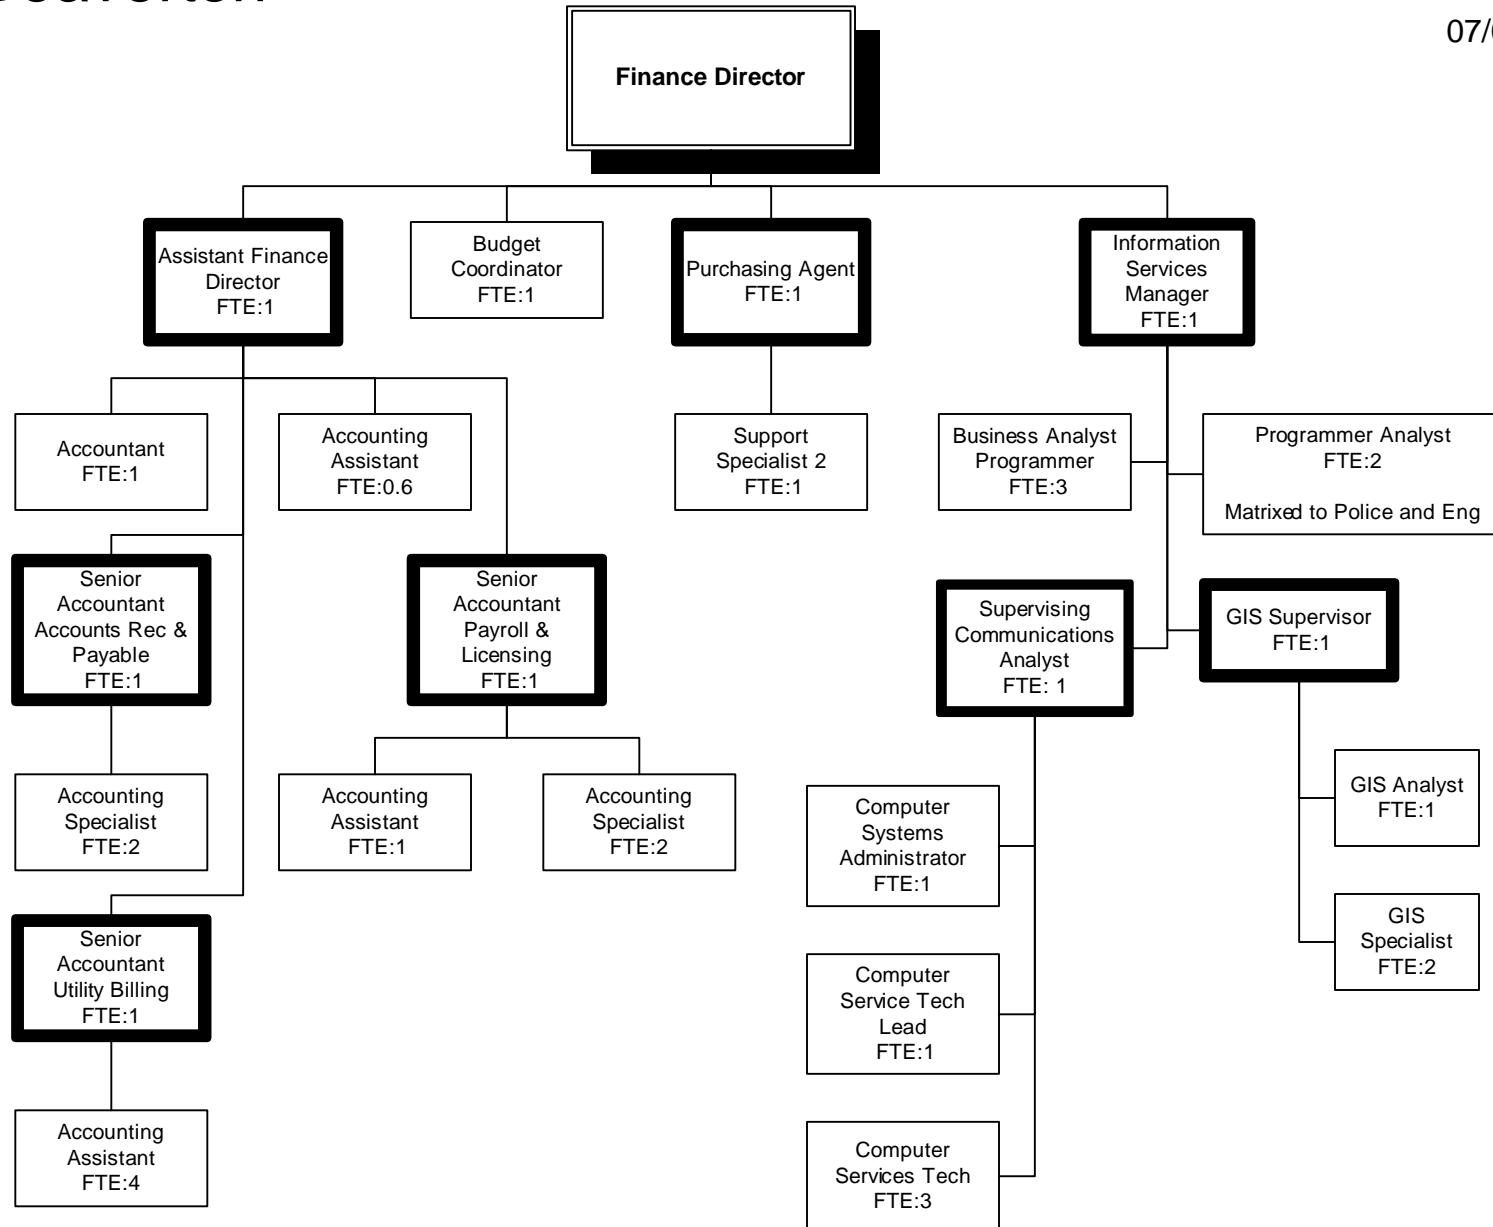 07/
Finance Director
Assistant Finance
Director
FTE:1
Budget
Coordinator
FTE:1
Purchasing Agent
FTE:1
Information
Services
Manager
FTE:1
Accountant
FTE:1
Accounting
Assistant
FTE:0.6
Support
Specialist 2
FTE:1
Business Analyst
Programmer
FTE:3
Programmer Analyst
FTE:2
Matrixed to Police and Eng
Senior
Accountant
Accounts Rec &
Payable
FTE:1
Senior
Accountant
Payroll &
Licensing
FTE:1
Supervising
Communications
Analyst
FTE: 1
GIS Supervisor
FTE:1
Accounting
Specialist
FTE:2
Accounting
Assistant
FTE:1
Accounting
Specialist
FTE:2
Computer
Systems
Administrator
FTE:1
GIS Analyst
FTE:1
Senior
Accountant
Utility Billing
FTE:1
GIS
Specialist
FTE:2
Computer
Service Tech
Lead
FTE:1
Accounting
Assistant
FTE:4
Computer
Services Tech
FTE:3